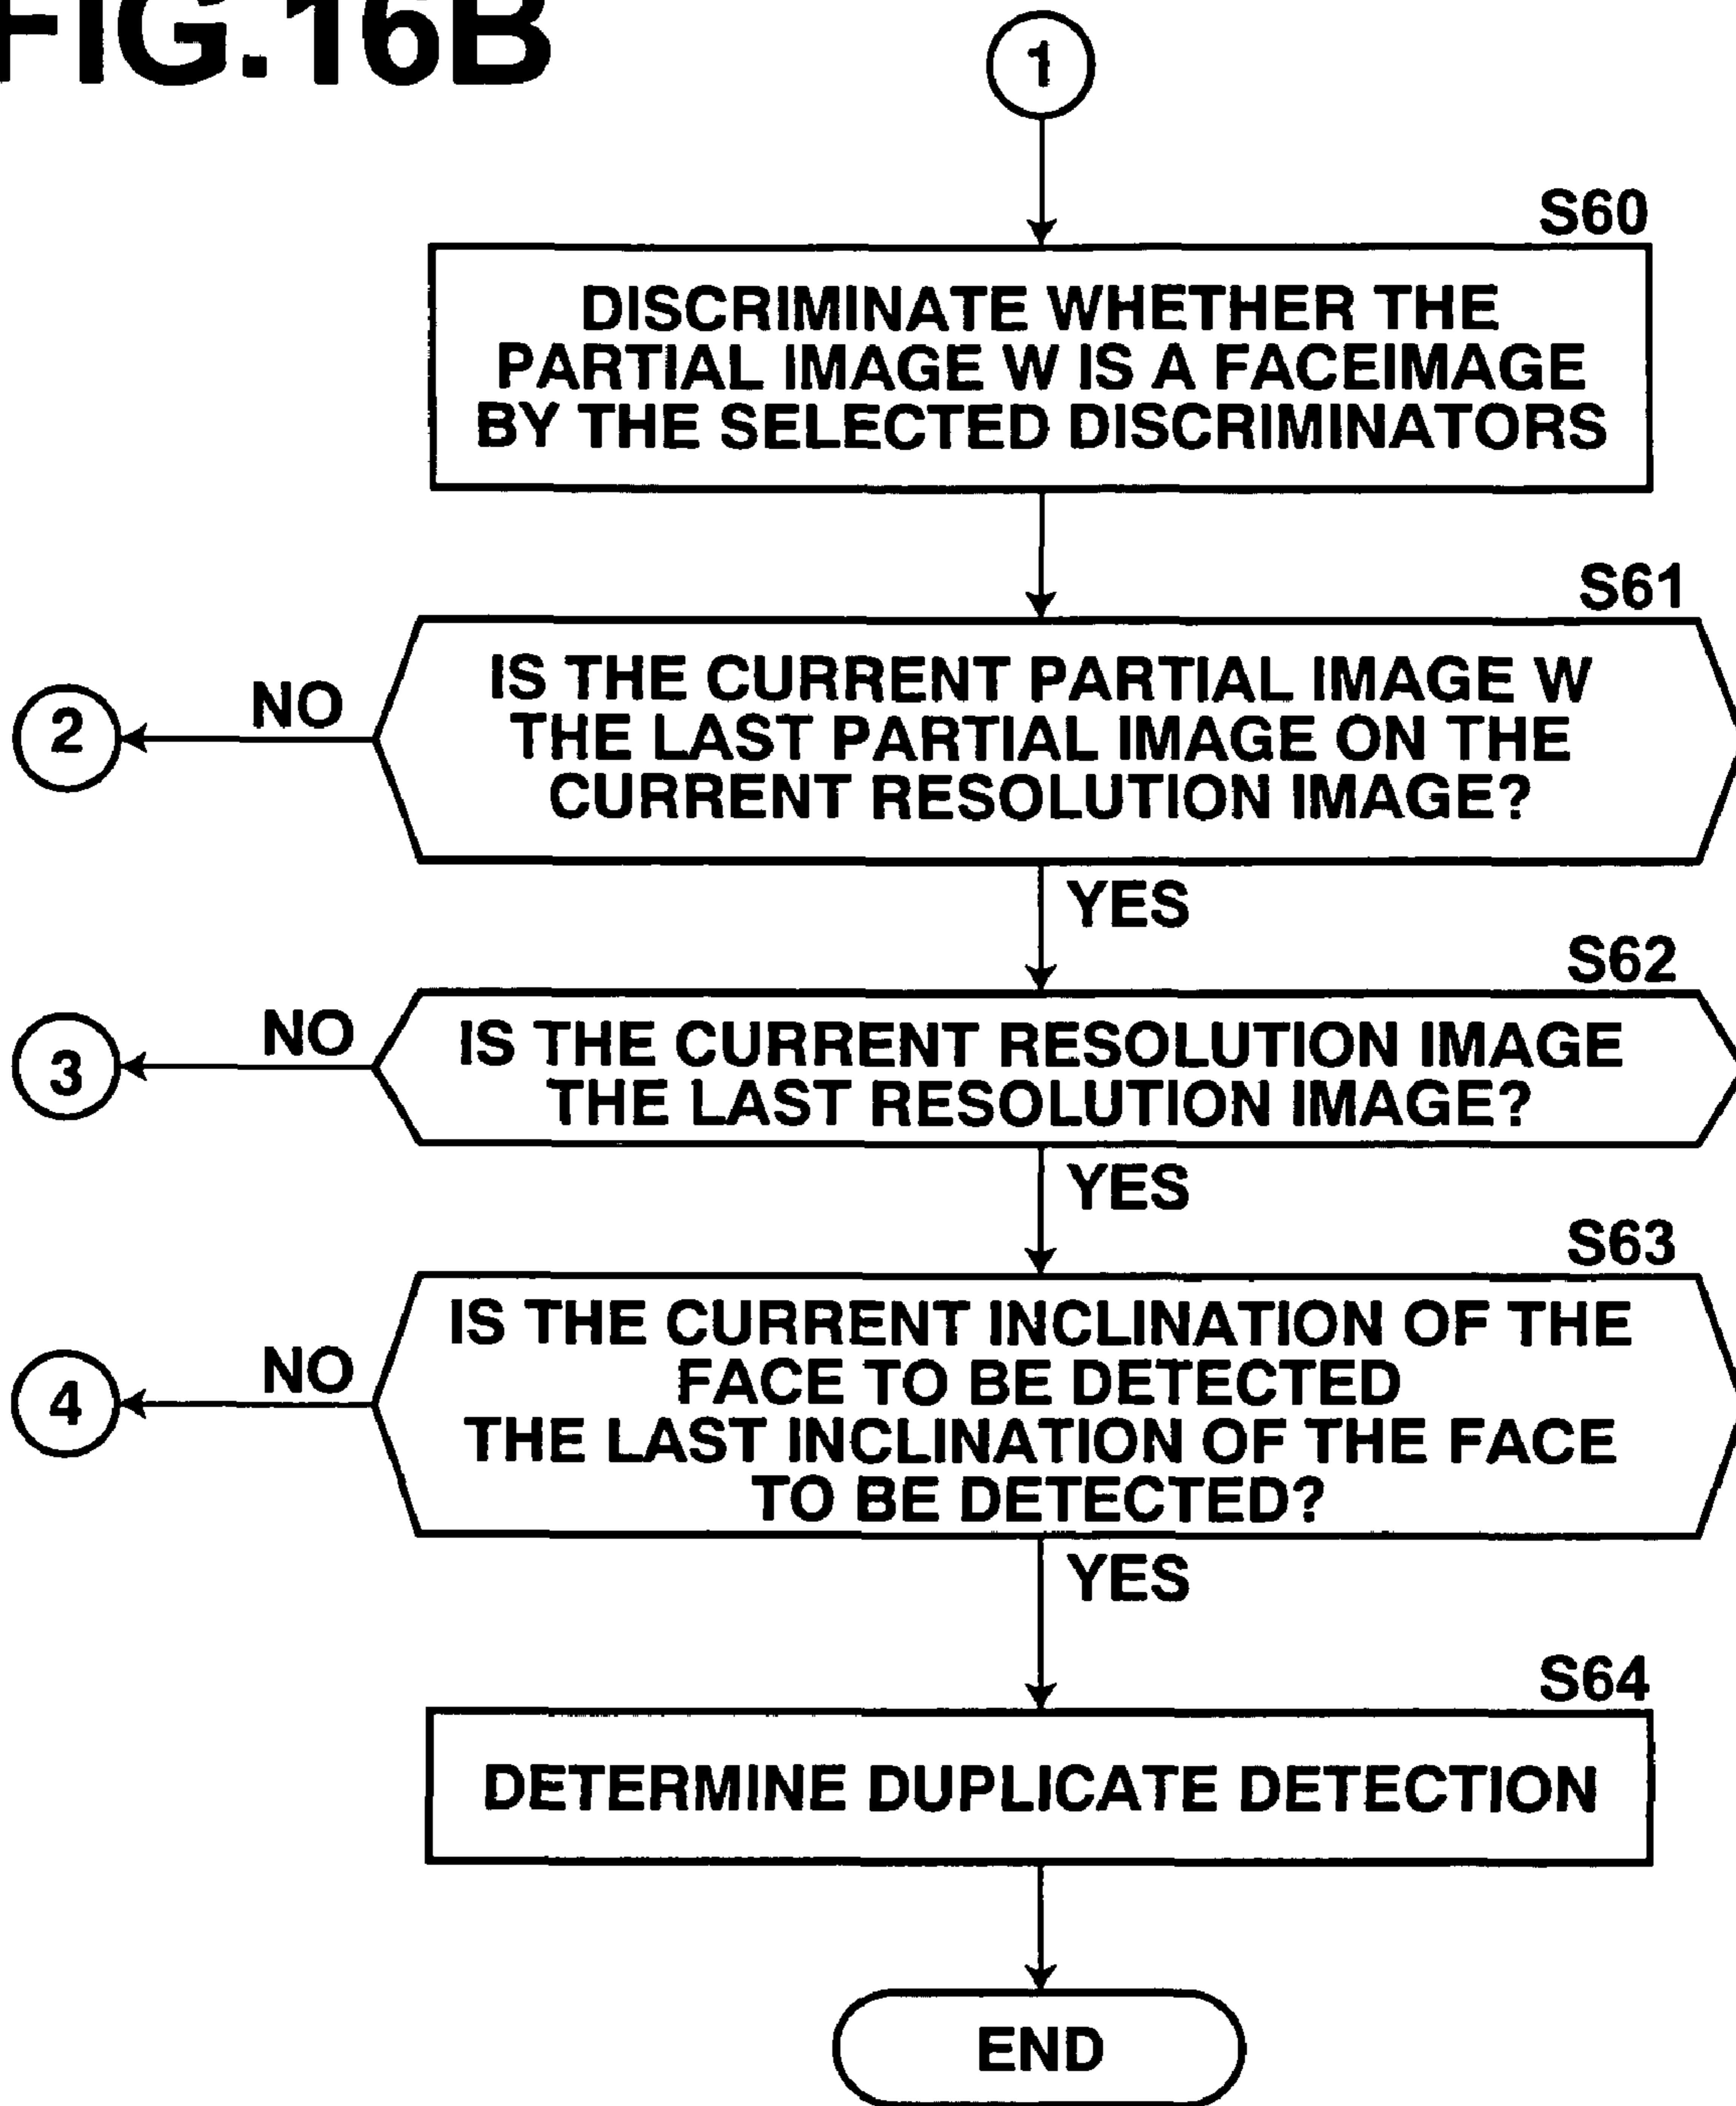 FIG.16B
1
S60
DISCRIMINATE WHETHER THE
PARTIAL IMAGE W IS A FACEIMAGE
BY THE SELECTED DISCRIMINATORS
S61
IS THE CURRENT PARTIAL IMAGE W
THE LAST PARTIAL IMAGE ON THE
CURRENT RESOLUTION IMAGE?
NO
2
YES
S62
IS THE CURRENT RESOLUTION IMAGE
THE LAST RESOLUTION IMAGE?
NO
3
YES
S63
IS THE CURRENT INCLINATION OF THE
FACE TO BE DETECTED
THE LAST INCLINATION OF THE FACE
TO BE DETECTED?
NO
4
YES
S64
DETERMINE DUPLICATE DETECTION
END